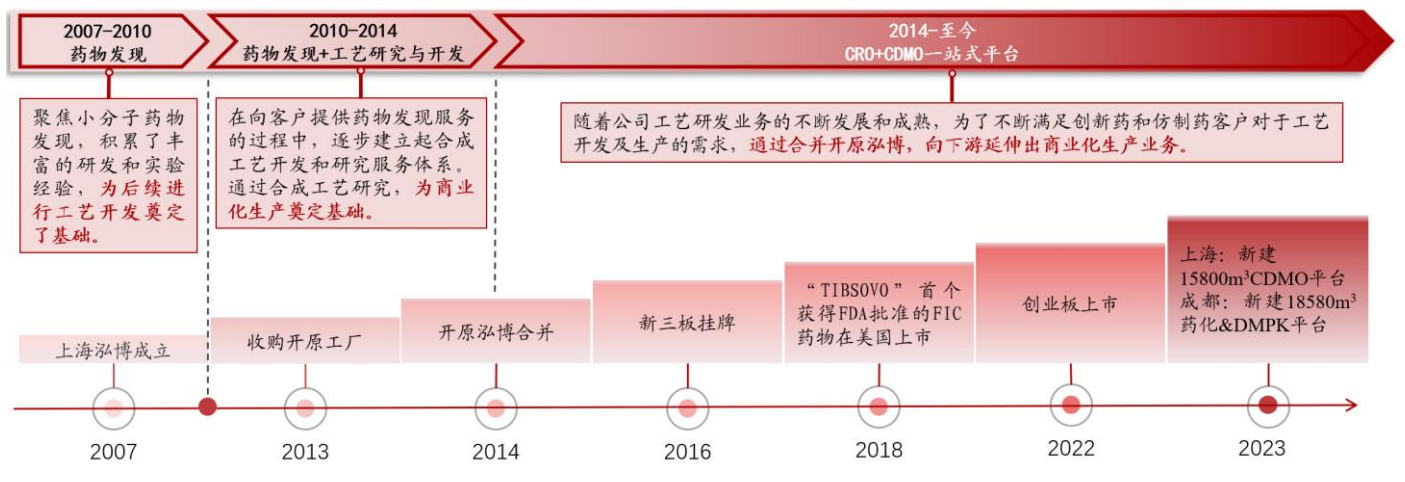 2007-2010
药物发现
2010-2014
药物发现+工艺研究与开发
2014-至今
CRO+CDMO一站式平台
聚焦小分子药物
发现，积累了丰
富的研发和实验
经验，为后续进
行工艺开发奠定
了基础。
在向客户提供药物发现服务
的过程中，逐步建立起合成
工艺开发和研究服务体系。
通过合成工艺研究，为商业
化生产奠定基础。
随着公司工艺研发业务的不断发展和成熟，为了不断满足创新药和仿制药客户对于工艺
开发及生产的需求，通过合并开原泓博，向下游延伸出商业化生产业务。
上海泓博成立
收购开原工厂
开原泓博合并
新三板挂牌
“TIBSOVO”首个
获得FDA批准的FIC
药物在美国上市
创业板上市
上海：新建
15800m³CDMO平台
成都：新建18580m³
药化&DMPK平台
2007
2013
2014
2016
2018
2022
2023